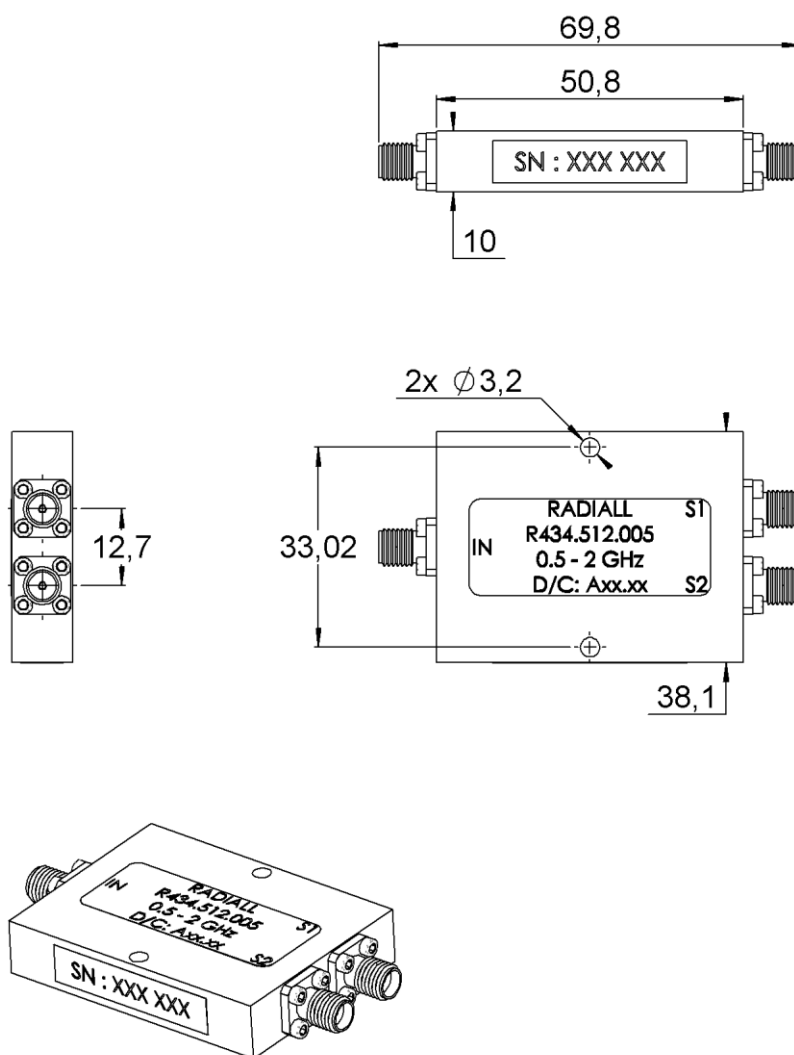 69,8
50,8
SN : XXX XXX
10
2x Ø3,2
12,7
33,02
IN
RADIALL S1
R434.512.005
0.5 - 2 GHz
D/C: Axx.xx S2
38,1
IN
RADIALL
R434.512.005
0.5 - 2 GHz S1
D/C: Axx.xx
S2
SN : XXX XXX